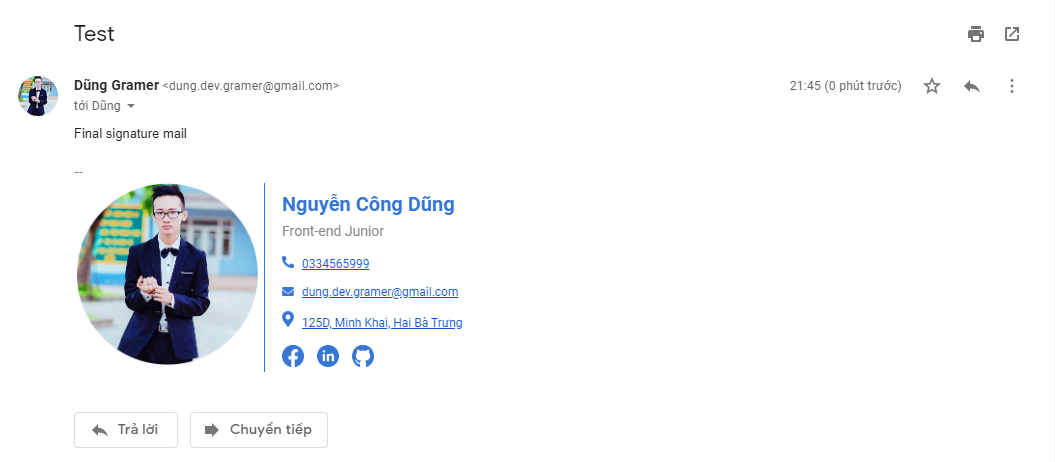 Test
Dũng Gramer <dung.dev.gramer@gmail.com>
21:45 (0 phút trước)
tới Dũng
Final signature mail
--
Nguyễn Công Dũng
Front-end Junior
0334565999
dung.dev.gramer@gmail.com
125D, Minh Khai, Hai Bà Trưng
in
Trả lời
Chuyển tiếp